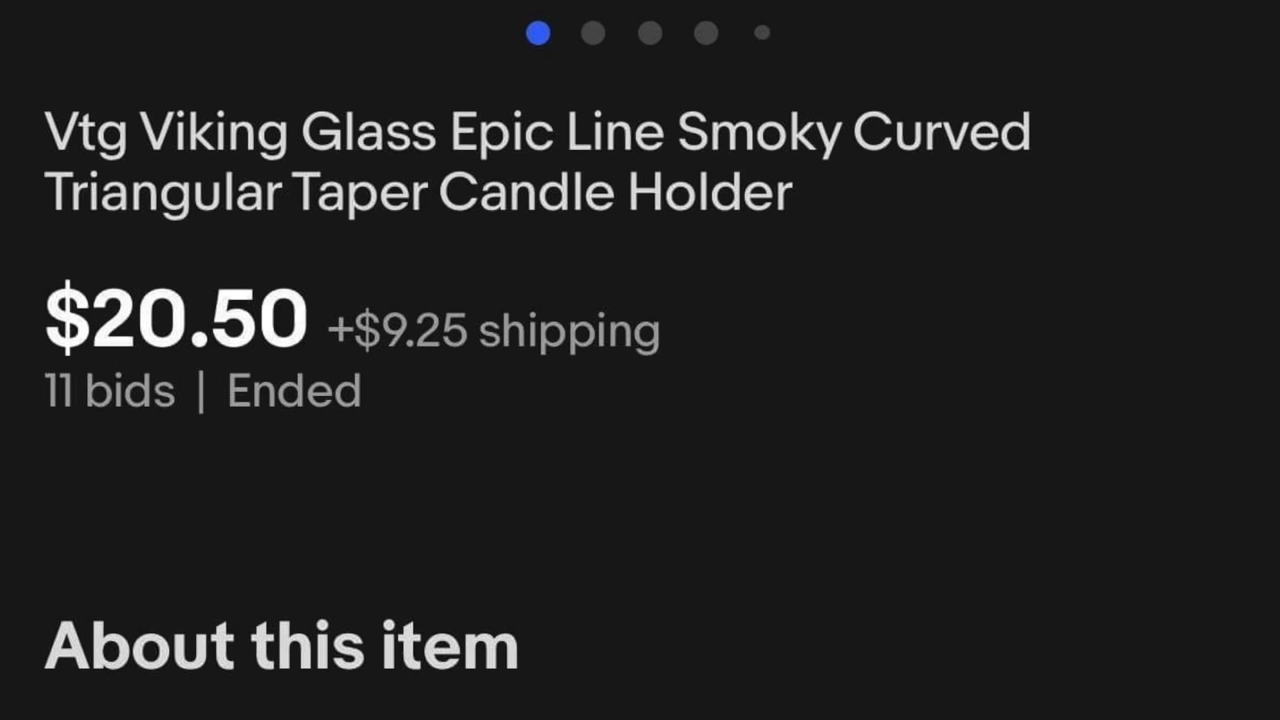 Vtg Viking Glass Epic Line Smoky Curved
Triangular Taper Candle Holder
$20.50 +$9.25 shipping
11 bids | Ended
About this item